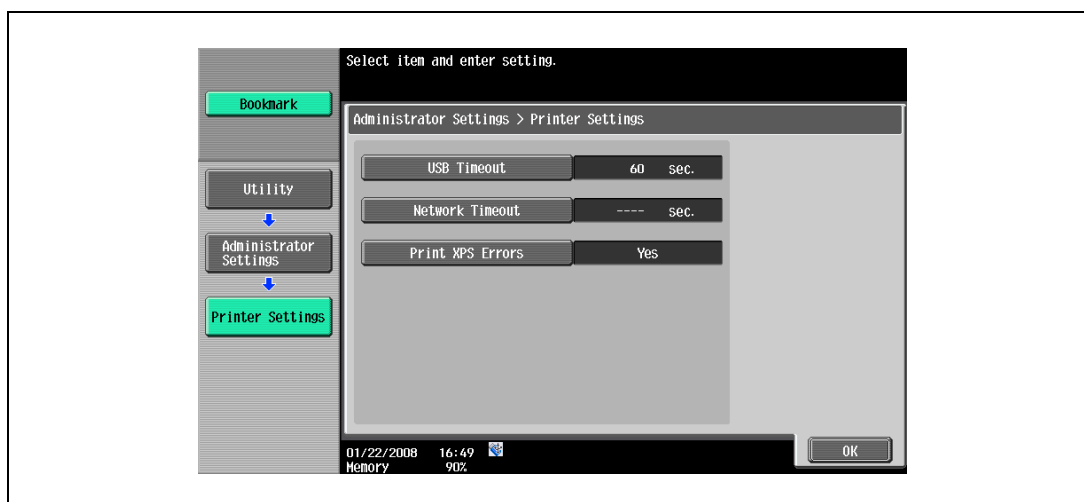 Select item and enter setting.
Bookmark
Administrator Settings > Printer Settings
USB Timeout 60 sec.
Utility
Network Timeout ---- sec.
Administrator
Settings
Print XPS Errors Yes
Printer Settings
01/22/2008 16:49
Memory 90%
OK